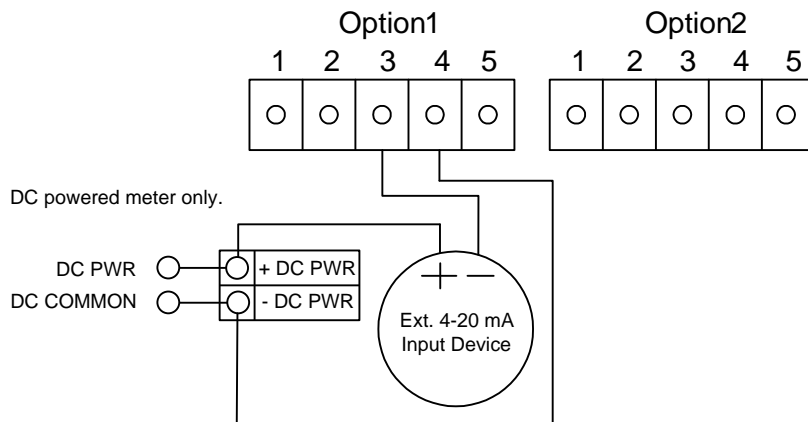 Option1 Option2
1 2 3 4 5 1 2 3 4 5
DC powered meter only.
DC PWR + DC PWR
DC COMMON - DC PWR
+ −
Ext. 4-20 mA
Input Device